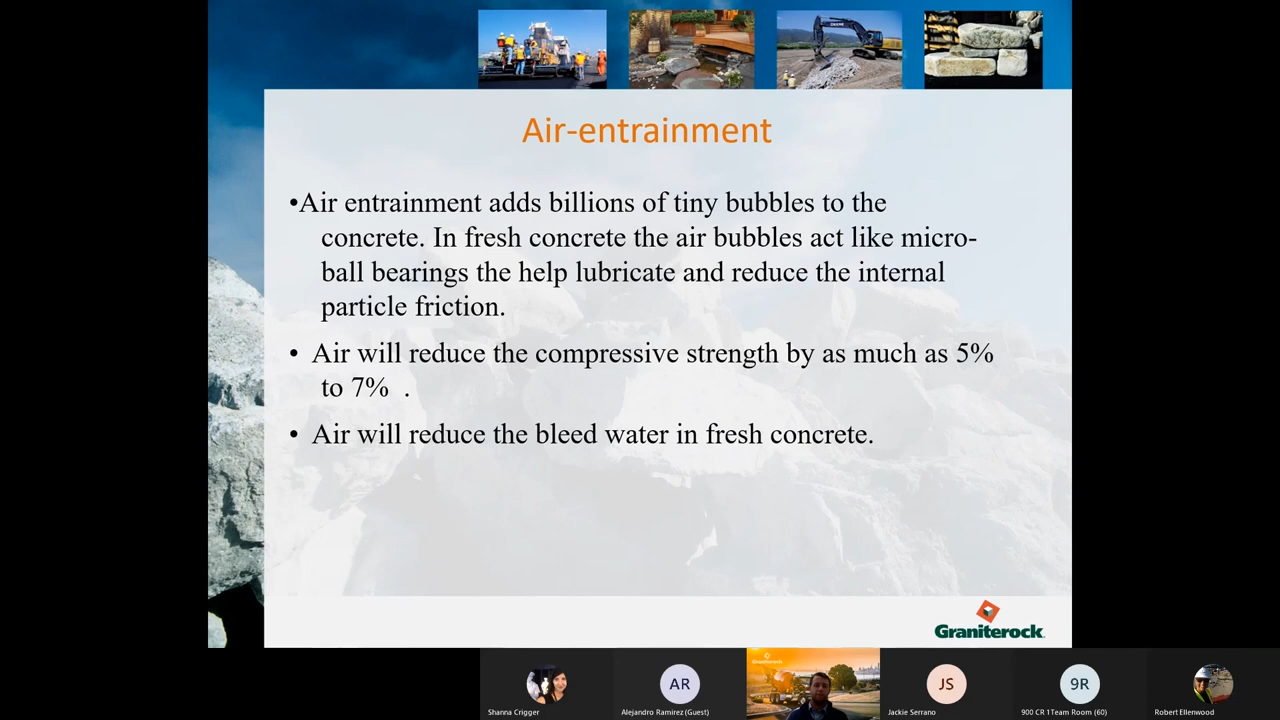 Air-entrainment
•Air entrainment adds billions of tiny bubbles to the
concrete. In fresh concrete the air bubbles act like micro-
ball bearings the help lubricate and reduce the internal
particle friction.
• Air will reduce the compressive strength by as much as 5%
to 7% .
• Air will reduce the bleed water in fresh concrete.
Graniterock
Graniterock
AR
JS
9R
Shanna Crigger
Alejandro Ramirez (Guest)
Jackie Serrano
900 CR 1Team Room (60)
Robert Ellenwood